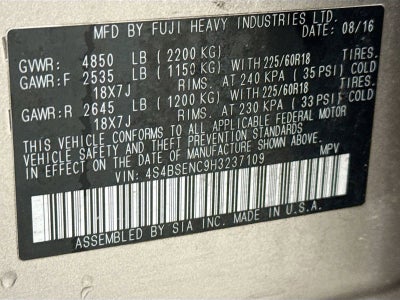 MFD BY FUJI HEAVY INDUSTRIES LTD.
DATE: 08/16
GVWR: 4850 LB (2200 KG)
GAWR:F 2535 LB (1150 KG) WITH 225/60R18 TIRES.
18X7J RIMS. AT 240 KPA (35 PSI) COLD
GAWR:R 2645 LB (1200 KG) WITH 225/60R18 TIRES.
18X7J RIMS. AT 230 KPA (33 PSI) COLD
THIS VEHICLE CONFORMS TO ALL APPLICABLE FEDERAL MOTOR
VEHICLE SAFETY AND THEFT PREVENTION STANDARDS
IN EFFECT ON THE DATE OF MANUFACTURE SHOWN ABOVE.
VIN: 4S4BSENC9H3237109 MPV
ASSEMBLED BY SIA INC. MADE IN U.S.A.